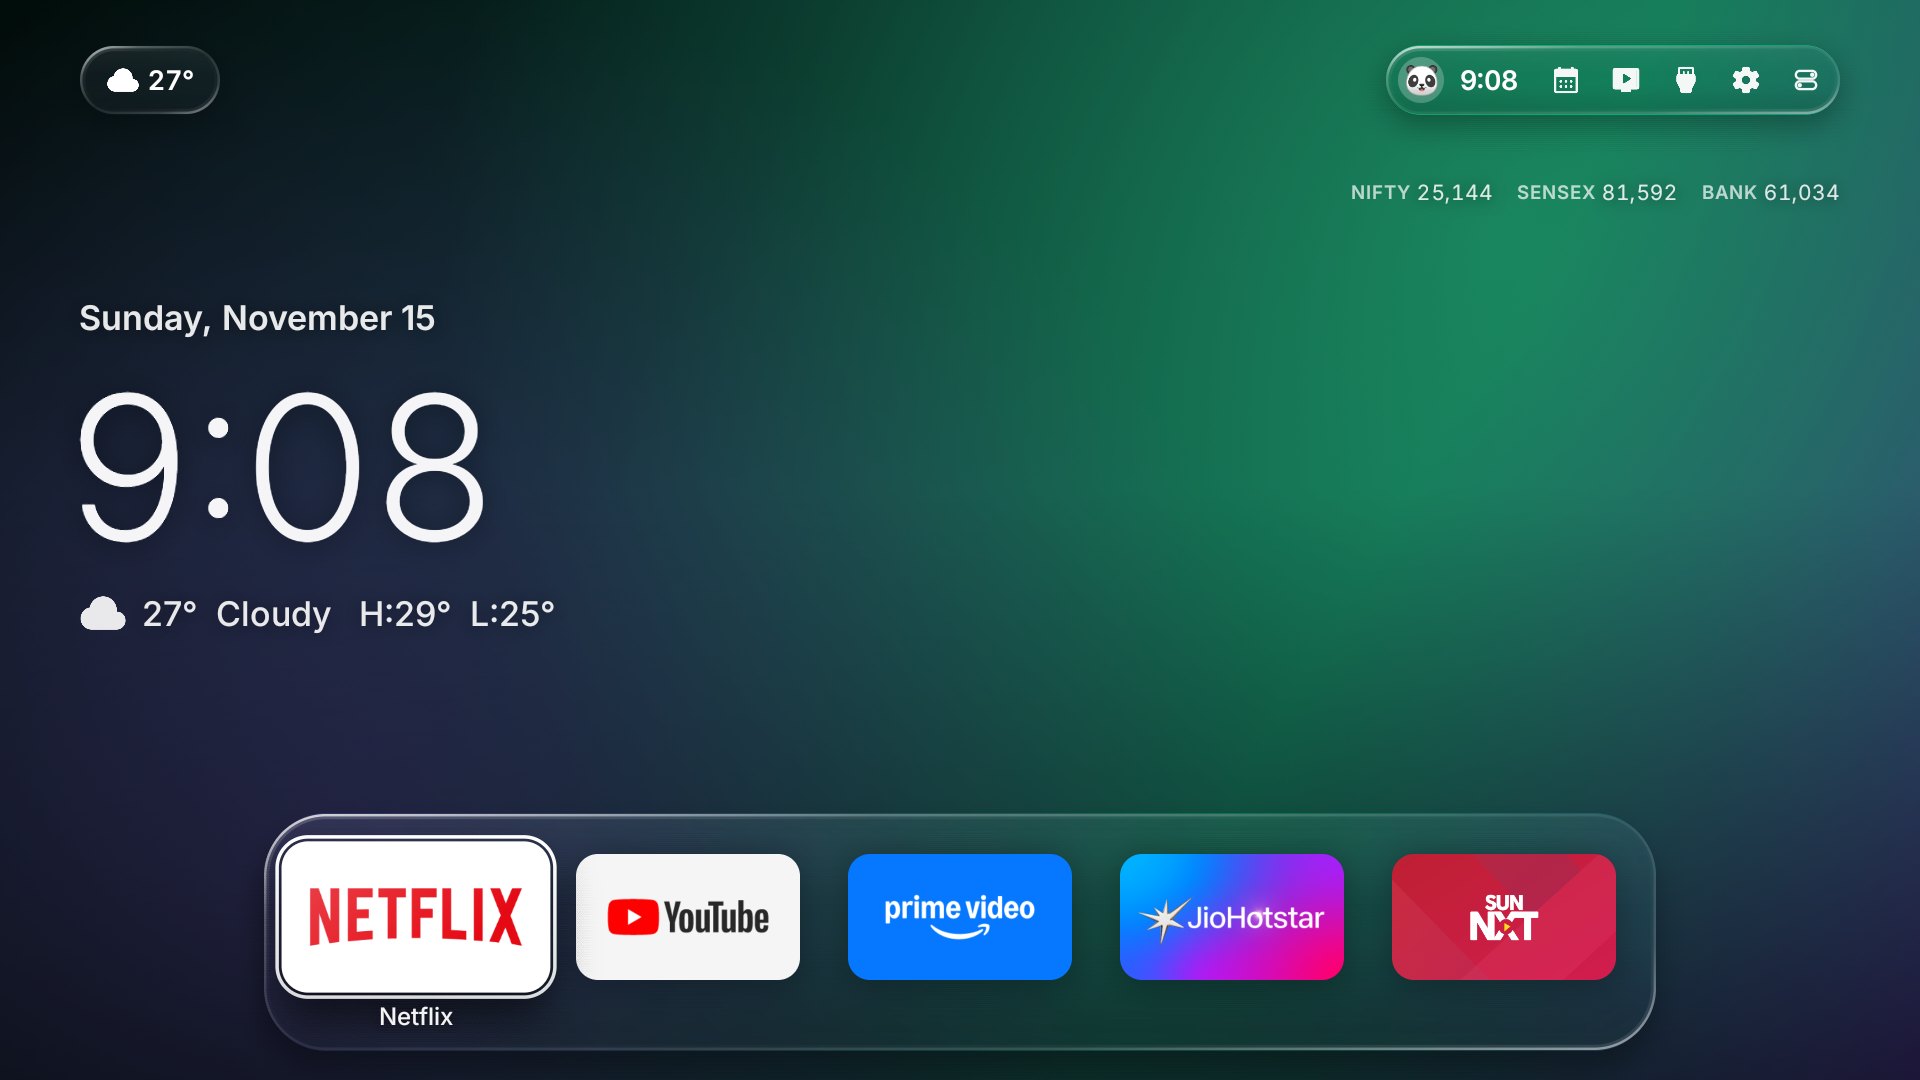 27°
9:08
NIFTY 25,144 SENSEX 81,592 BANK 61,034
Sunday, November 15
9:08
27° Cloudy H:29° L:25°
NETFLIX
YouTube
prime video
JioHotstar
SUN
NXT
Netflix